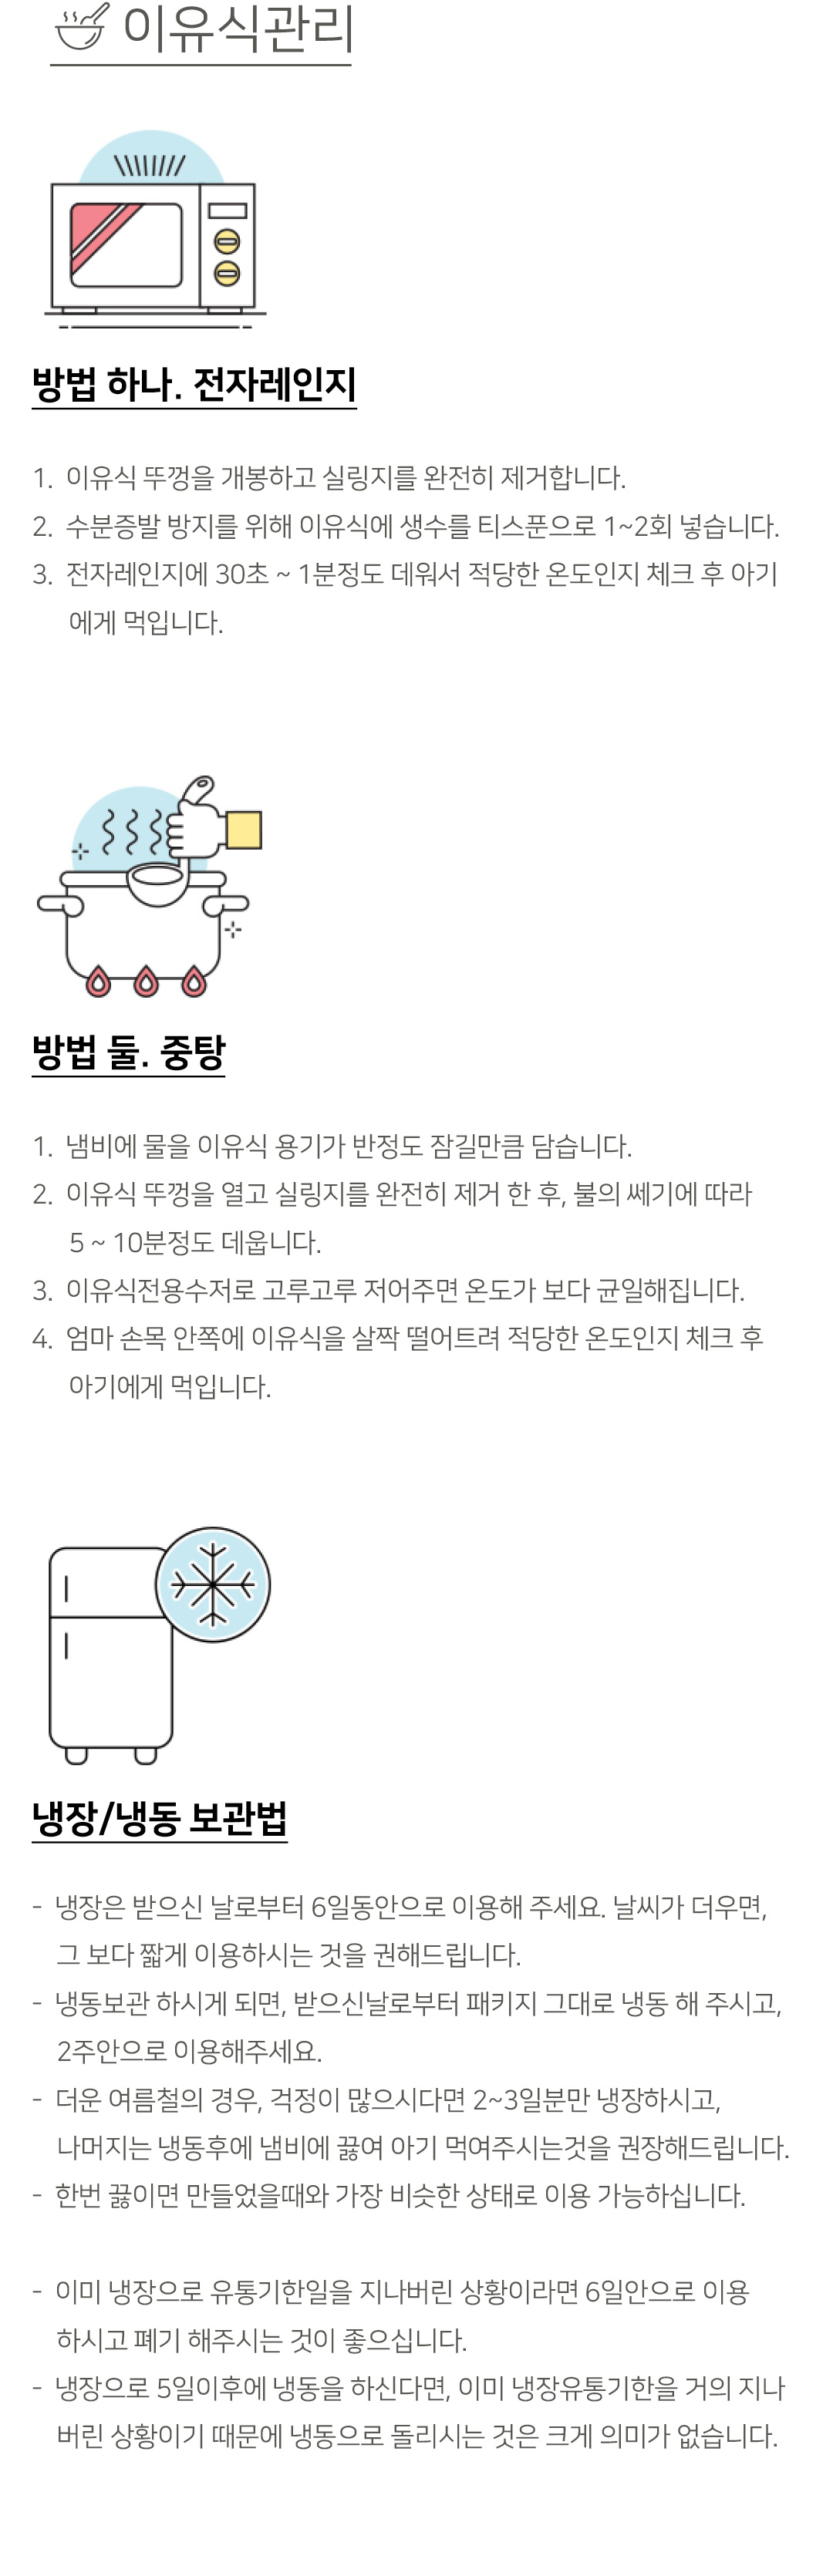 이유식관리
방법 하나. 전자레인지
1. 이유식 뚜껑을 개봉하고 실링지를 완전히 제거합니다.
2. 수분증발 방지를 위해 이유식에 생수를 티스푼으로 1~2회 넣습니다.
3. 전자레인지에 30초 ~ 1분정도 데워서 적당한 온도인지 체크 후 아기
에게 먹입니다.
방법 둘. 중탕
1. 냄비에 물을 이유식 용기가 반정도 잠길만큼 담습니다.
2. 이유식 뚜껑을 열고 실링지를 완전히 제거 한 후, 불의 쎄기에 따라
5 ~ 10분정도 데웁니다.
3. 이유식전용수저로 고루고루 저어주면 온도가 보다 균일해집니다.
4. 엄마 손목 안쪽에 이유식을 살짝 떨어트려 적당한 온도인지 체크 후
아기에게 먹입니다.
냉장/냉동 보관법
- 냉장은 받으신 날로부터 6일동안으로 이용해 주세요. 날씨가 더우면,
그 보다 짧게 이용하시는 것을 권해드립니다.
- 냉동보관 하시게 되면, 받으신날로부터 패키지 그대로 냉동 해 주시고,
2주안으로 이용해주세요.
- 더운 여름철의 경우, 걱정이 많으시다면 2~3일분만 냉장하시고,
나머지는 냉동후에 냄비에 끓여 아기 먹여주시는것을 권장해드립니다.
- 한번 끓이면 만들었을때와 가장 비슷한 상태로 이용 가능하십니다.
- 이미 냉장으로 유통기한일을 지나버린 상황이라면 6일안으로 이용
하시고 폐기 해주시는 것이 좋으십니다.
- 냉장으로 5일이후에 냉동을 하신다면, 이미 냉장유통기한을 거의 지나
버린 상황이기 때문에 냉동으로 돌리시는 것은 크게 의미가 없습니다.